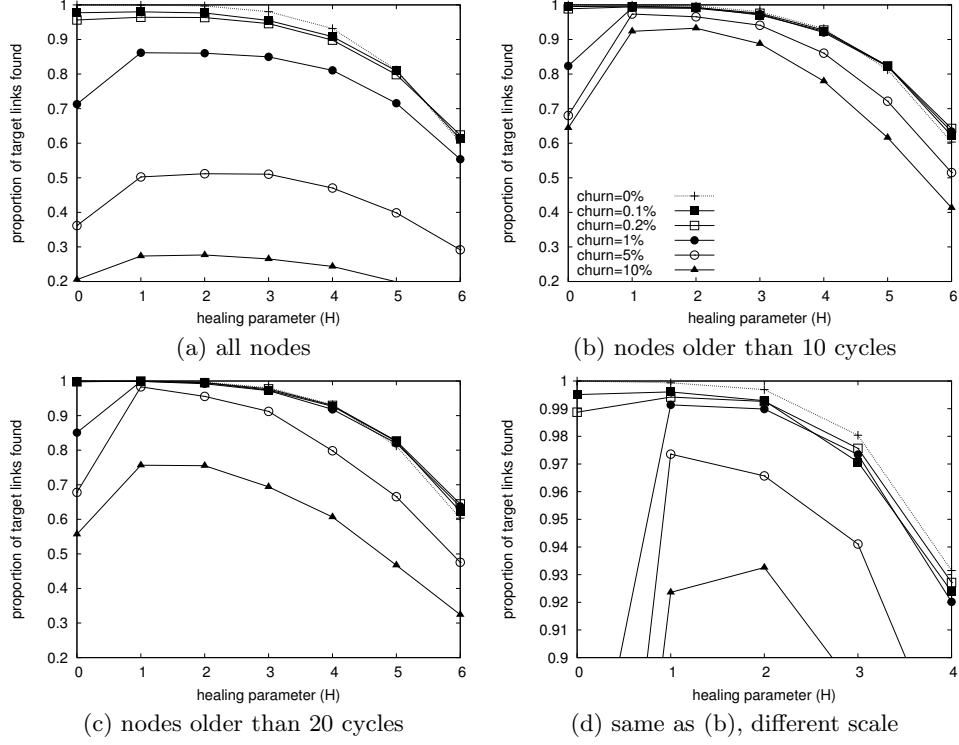 proportion of target links found
1
0.9
0.8
0.7
0.6
0.5
0.4
0.3
0.2
0 1 2 3 4 5 6
healing parameter (H)
(a) all nodes
proportion of target links found
1
0.9
0.8
0.7
0.6
0.5
0.4
0.3
0.2
churn=0%
churn=0.1%
churn=0.2%
churn=1%
churn=5%
churn=10%
0 1 2 3 4 5 6
healing parameter (H)
(b) nodes older than 10 cycles
proportion of target links found
1
0.9
0.8
0.7
0.6
0.5
0.4
0.3
0.2
0 1 2 3 4 5 6
healing parameter (H)
(c) nodes older than 20 cycles
proportion of target links found
1
0.99
0.98
0.97
0.96
0.95
0.94
0.93
0.92
0.91
0.9
0 1 2 3 4
healing parameter (H)
(d) same as (b), different scale